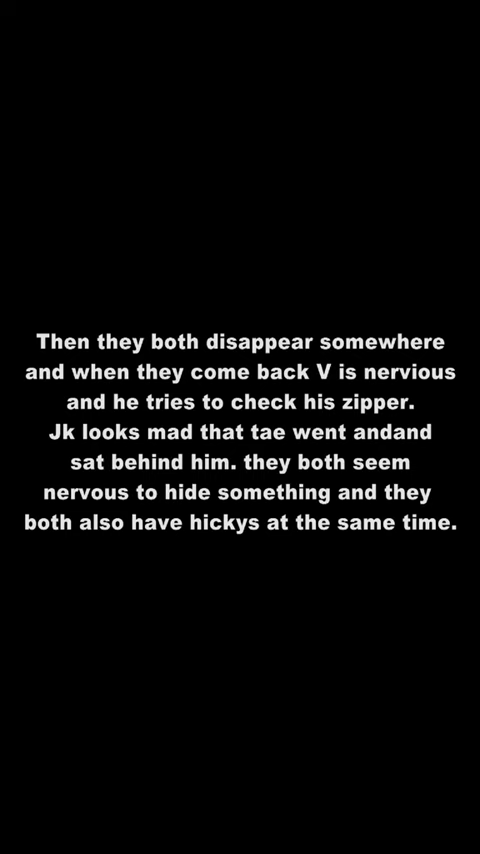 Then they both disappear somewhere
and when they come back V is nervious
and he tries to check his zipper.
Jk looks mad that tae went andand
sat behind him. they both seem
nervous to hide something and they
both also have hickys at the same time.